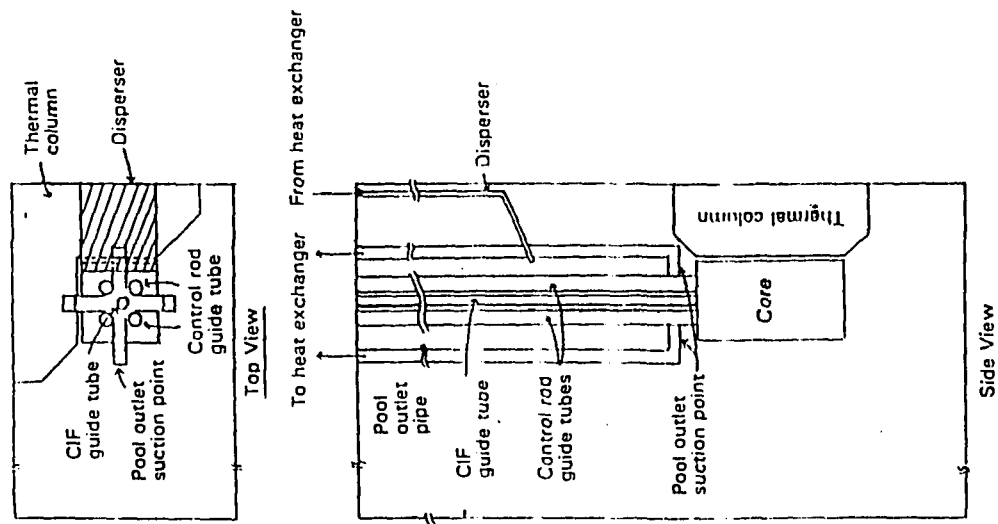 Thermal
column
Disperser
CIF
guide tube
Pool outlet
suction point
Control rod
guide tube
Top View
To heat exchanger
From heat exchanger
Pool
outlet
pipe
Disperser
CIF
guide tube
Control rod
guide tubes
Thermal column
Core
Pool outlet
suction point
Side View